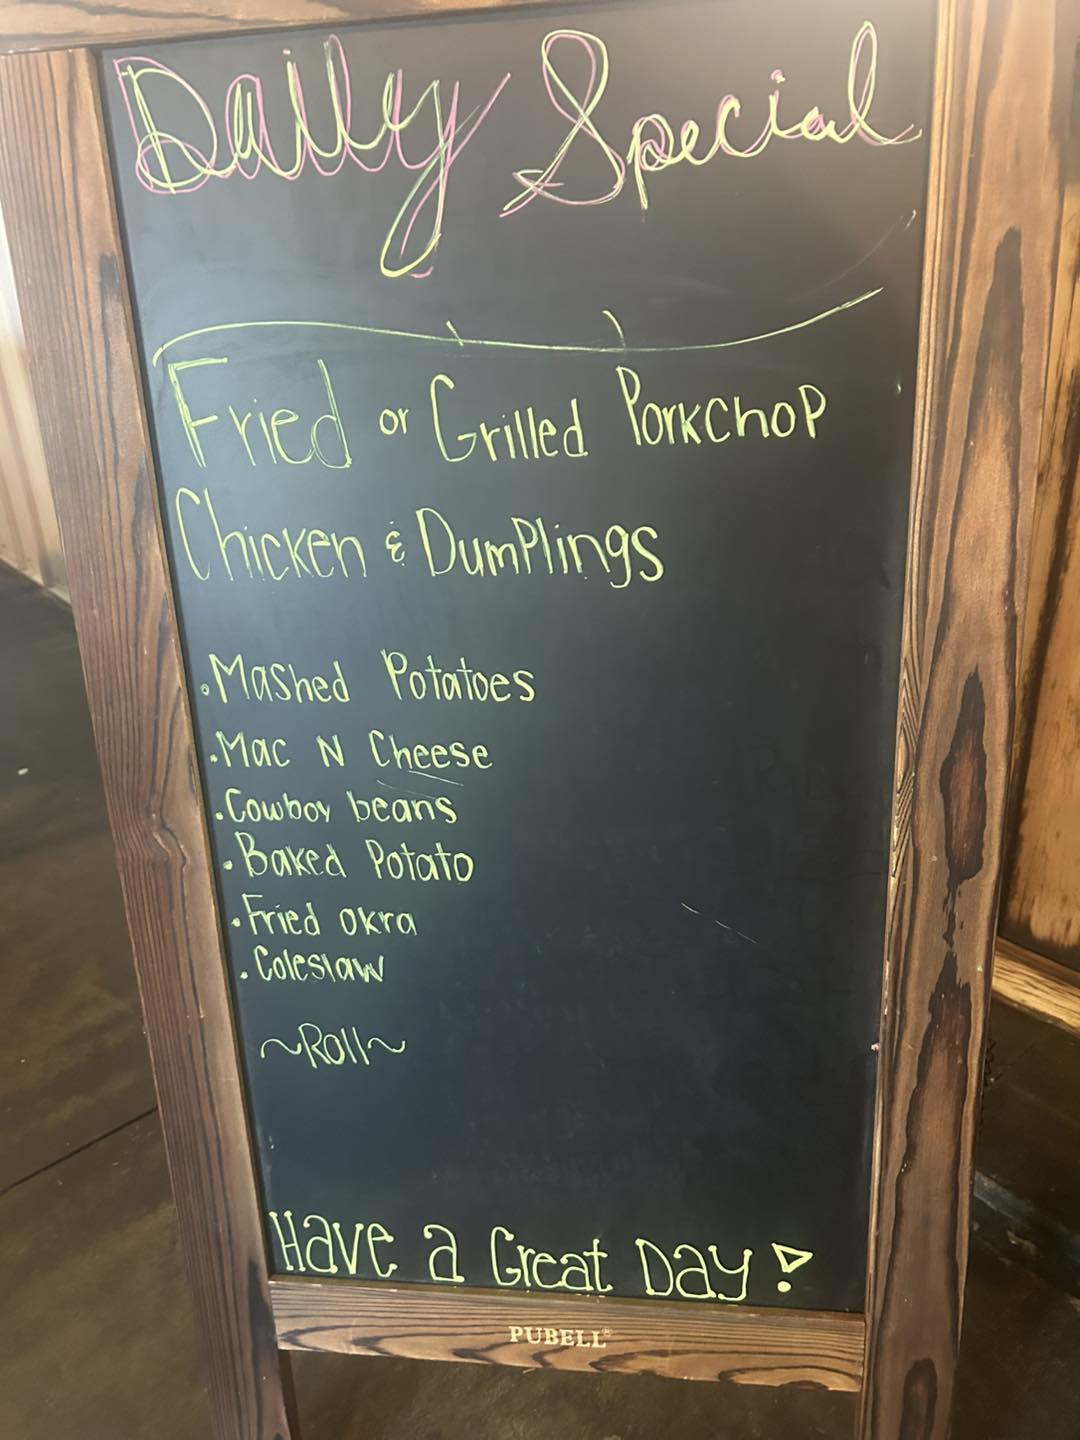 Daily Special
Fried or Grilled PorkChop
Chicken & Dumplings
• Mashed Potatoes
• Mac N Cheese
• Cowboy beans
• Baked Potato
• Fried okra
• Coleslaw
~Roll~
Have a Great Day!
PUBELL®